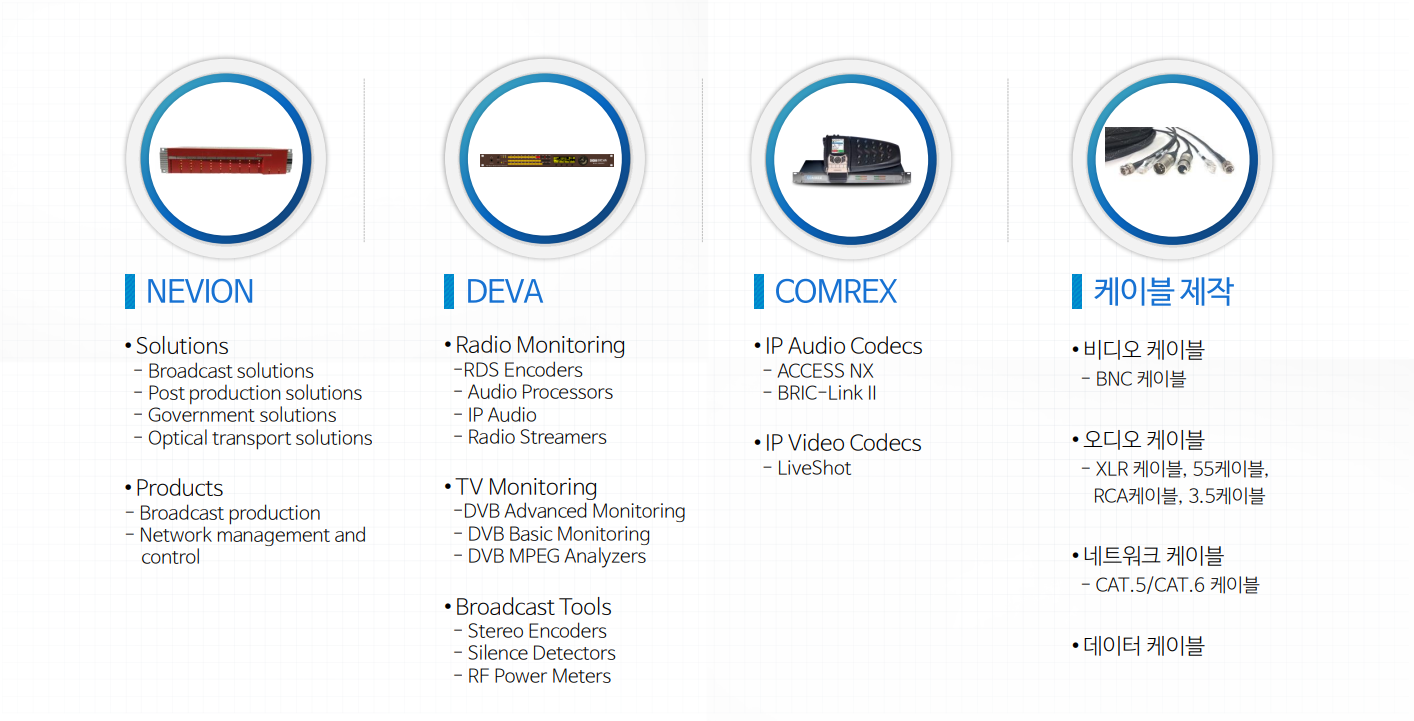 NEVION
• Solutions
- Broadcast solutions
- Post production solutions
- Government solutions
- Optical transport solutions
• Products
- Broadcast production
- Network management and
control
DEVA
• Radio Monitoring
-RDS Encoders
- Audio Processors
- IP Audio
- Radio Streamers
• TV Monitoring
-DVB Advanced Monitoring
- DVB Basic Monitoring
- DVB MPEG Analyzers
• Broadcast Tools
- Stereo Encoders
- Silence Detectors
- RF Power Meters
COMREX
• IP Audio Codecs
- ACCESS NX
- BRIC-Link II
• IP Video Codecs
- LiveShot
케이블 제작
• 비디오 케이블
- BNC 케이블
• 오디오 케이블
- XLR 케이블, 55케이블,
RCA케이블, 3.5케이블
• 네트워크 케이블
- CAT.5/CAT.6 케이블
• 데이터 케이블